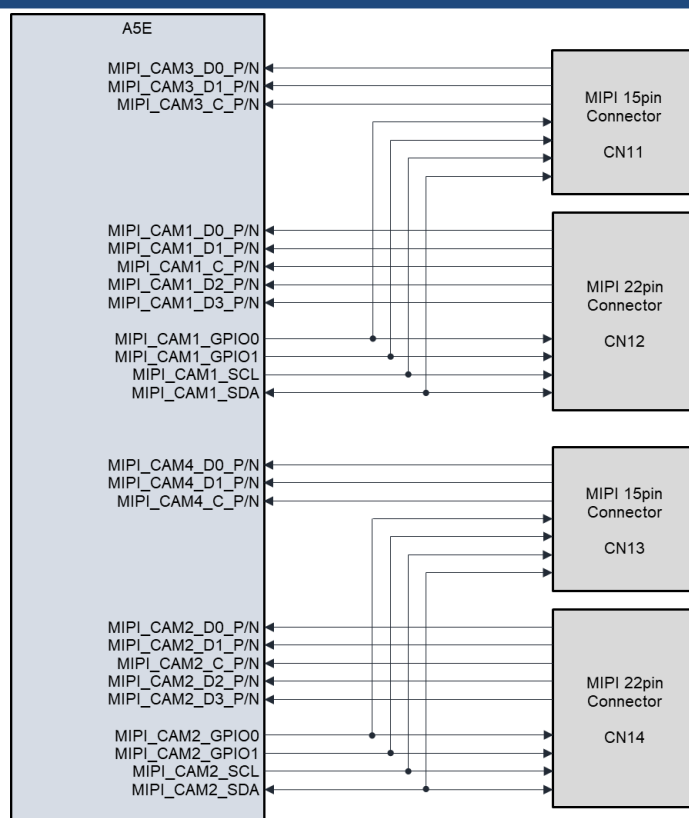 A5E
MIPI_CAM3_D0_P/N
MIPI_CAM3_D1_P/N
MIPI_CAM3_C_P/N
MIPI 15pin
Connector
CN11
MIPI_CAM1_D0_P/N
MIPI_CAM1_D1_P/N
MIPI_CAM1_C_P/N
MIPI_CAM1_D2_P/N
MIPI_CAM1_D3_P/N
MIPI_CAM1_GPIO0
MIPI_CAM1_GPIO1
MIPI_CAM1_SCL
MIPI_CAM1_SDA
MIPI 22pin
Connector
CN12
MIPI_CAM4_D0_P/N
MIPI_CAM4_D1_P/N
MIPI_CAM4_C_P/N
MIPI 15pin
Connector
CN13
MIPI_CAM2_D0_P/N
MIPI_CAM2_D1_P/N
MIPI_CAM2_C_P/N
MIPI_CAM2_D2_P/N
MIPI_CAM2_D3_P/N
MIPI_CAM2_GPIO0
MIPI_CAM2_GPIO1
MIPI_CAM2_SCL
MIPI_CAM2_SDA
MIPI 22pin
Connector
CN14